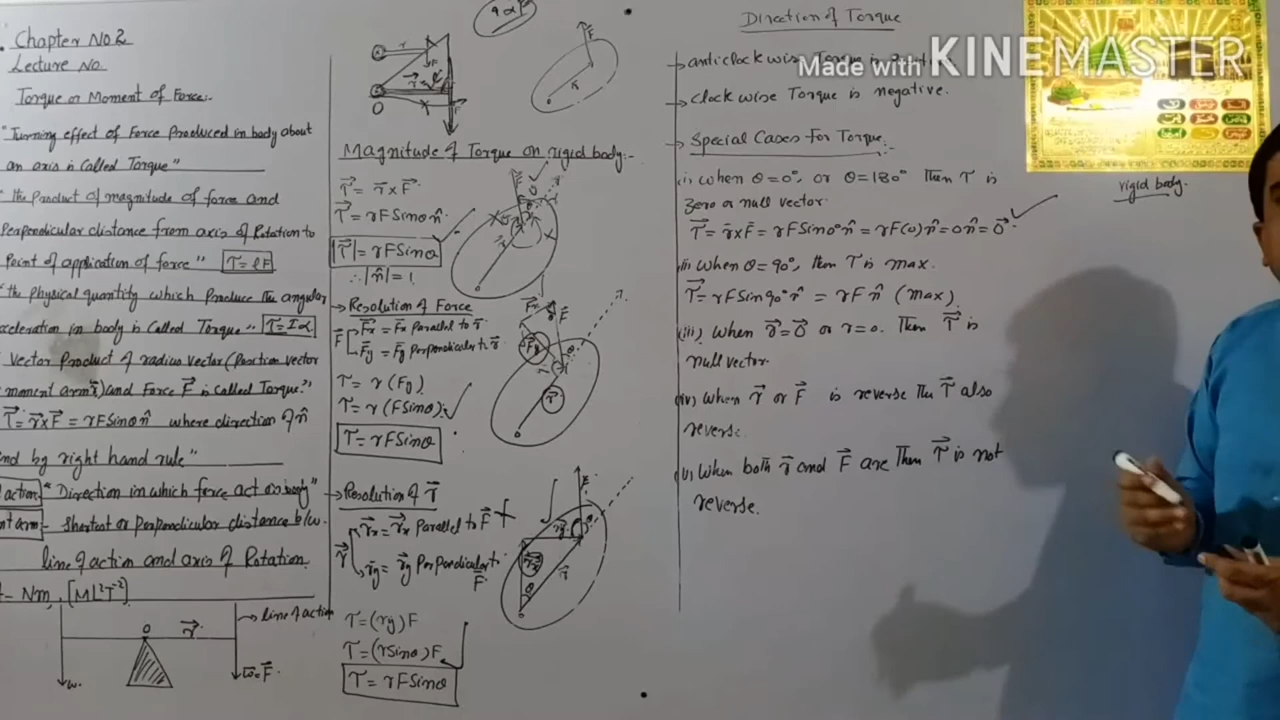 Chapter No 2
Lecture No.
Torque or Moment of Force:-
"Turning effect of Force Produced in body about
an axis is Called Torque"
"the Product of magnitude of force and
Perpendicular distance from axis of Rotation to
Point of application of force" τ = lF
"the Physical quantity which Produce the angular
acceleration in body is Called Torque" τ = Iα
Vector Product of radius vector (Position vector
moment arm r⃗) and Force F⃗ is called Torque."
τ⃗ = r⃗ x F⃗ = rFSinθ n̂ where direction of n̂
by right hand rule"
action "Direction in which force act on body"
arm - Shortest or perpendicular distance b/w
line of action and axis of Rotation
- Nm, [ML²T⁻²]
line of action
O r⃗
w F⃗
r
F
O
Magnitude of Torque on rigid body:-
τ⃗ = r⃗ x F⃗
τ⃗ = rFSinθ n̂
|τ⃗| = rFSinθ
∴ |n̂| = 1
Resolution of Force
F⃗x = Fx Parallel to r⃗
F⃗
F⃗y = F⃗y Perpendicular to r⃗
τ = r(Fy)
τ = r(FSinθ)
τ = rFSinθ
Resolution of r⃗
r⃗x = r⃗x Parallel to F⃗
r⃗
r⃗y = r⃗y Perpendicular to
F⃗
τ = (ry)F
τ = (rSinθ)F
τ = rFSinθ
Direction of Torque
anticlock wise Torque is
Clock wise Torque is negative.
Special Cases for Torque:
(i) when θ = 0°, or θ = 180° Then τ is
zero or null vector
τ⃗ = r⃗ x F⃗ = rFSin0° n̂ = rF(0)n̂ = 0n̂ = 0⃗
(ii) when θ = 90°, then τ is max.
τ⃗ = rFSin90° n̂ = rF n̂ (max)
(iii) when r⃗ = 0⃗ or r = 0. Then τ⃗ is
null vector.
(iv) when r⃗ or F⃗ is reverse the τ⃗ also
reverse.
(v) When both r⃗ and F⃗ are Then τ⃗ is not
reverse.
Made with KINEMASTER
rigid body.